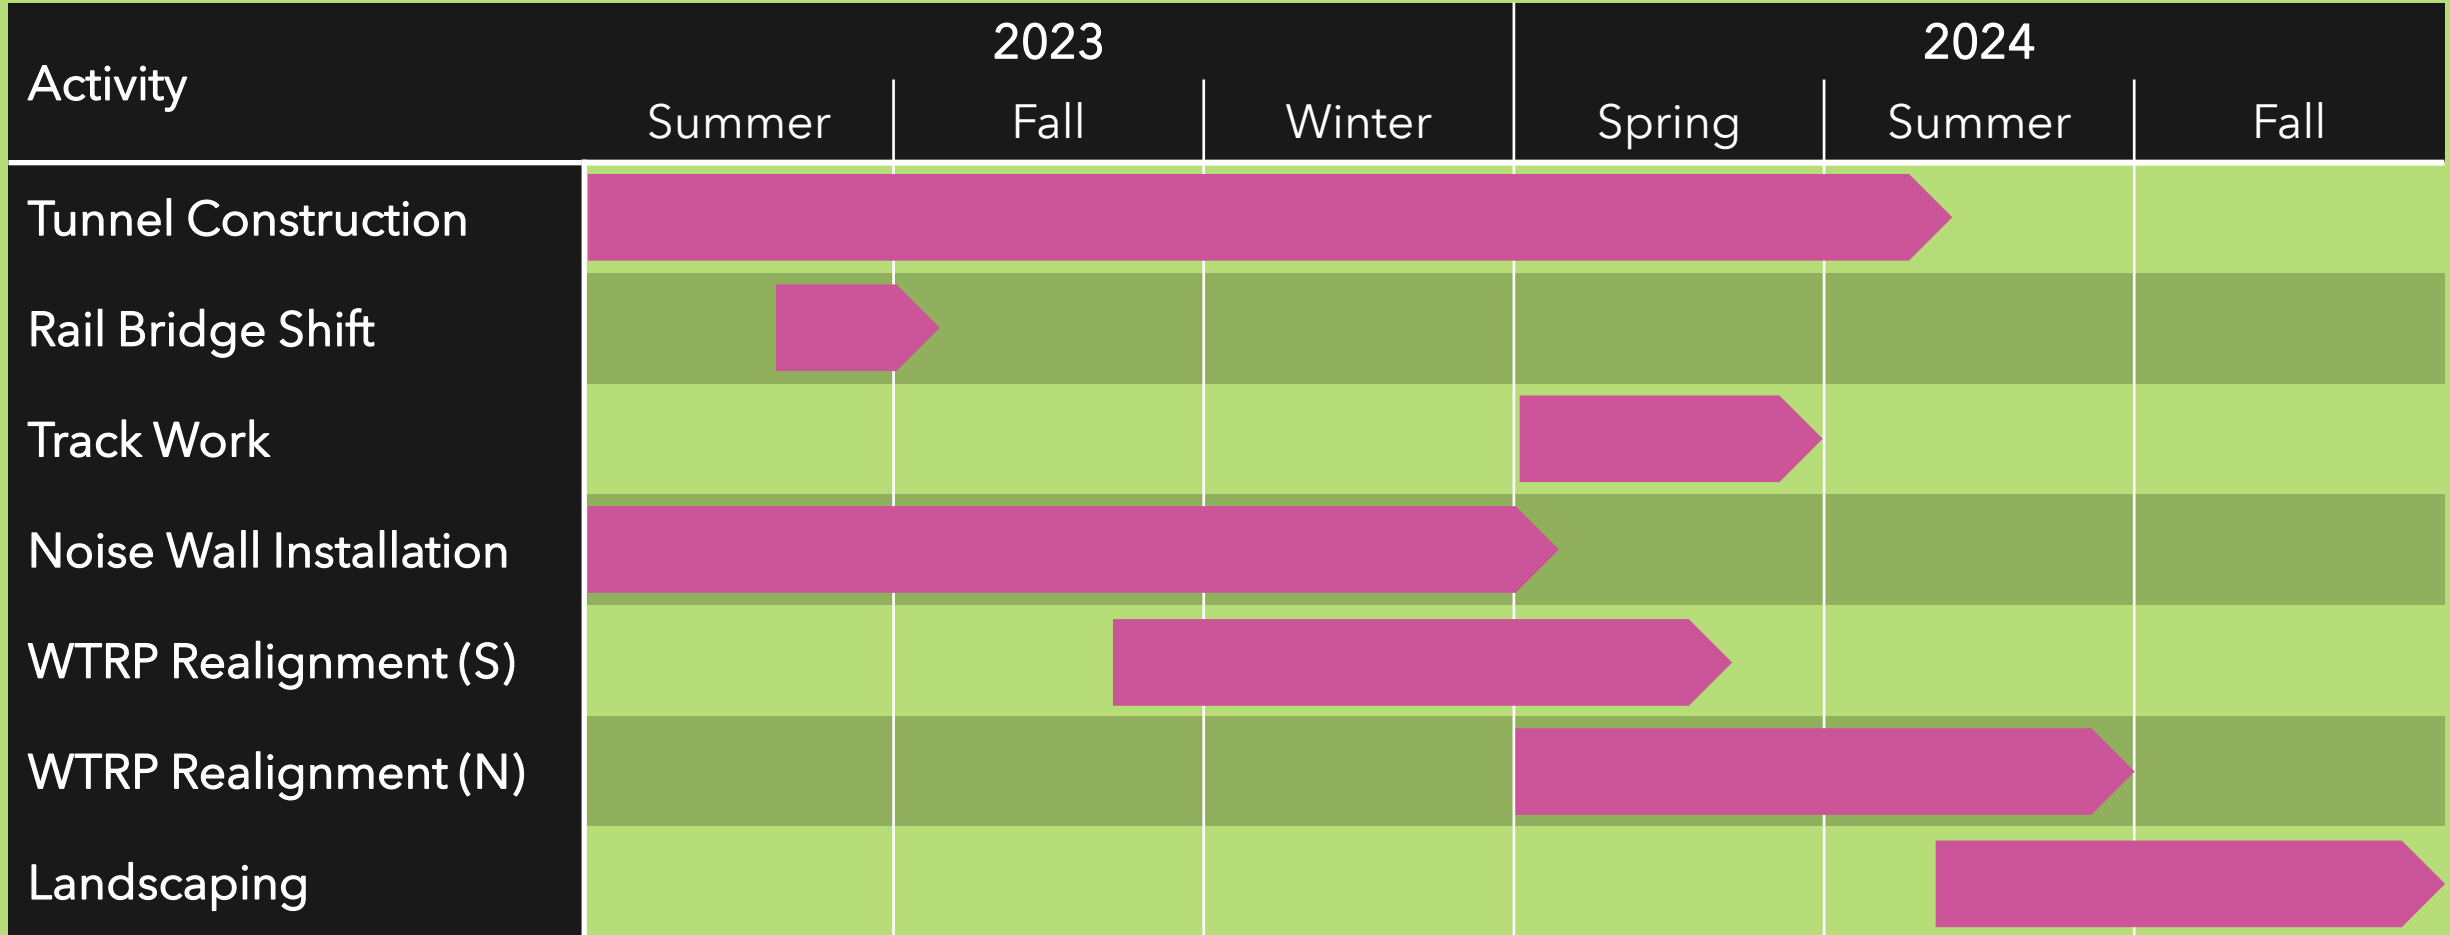 Activity
2023
2024
Summer
Fall
Winter
Spring
Summer
Fall
Tunnel Construction
Rail Bridge Shift
Track Work
Noise Wall Installation
WTRP Realignment (S)
WTRP Realignment (N)
Landscaping